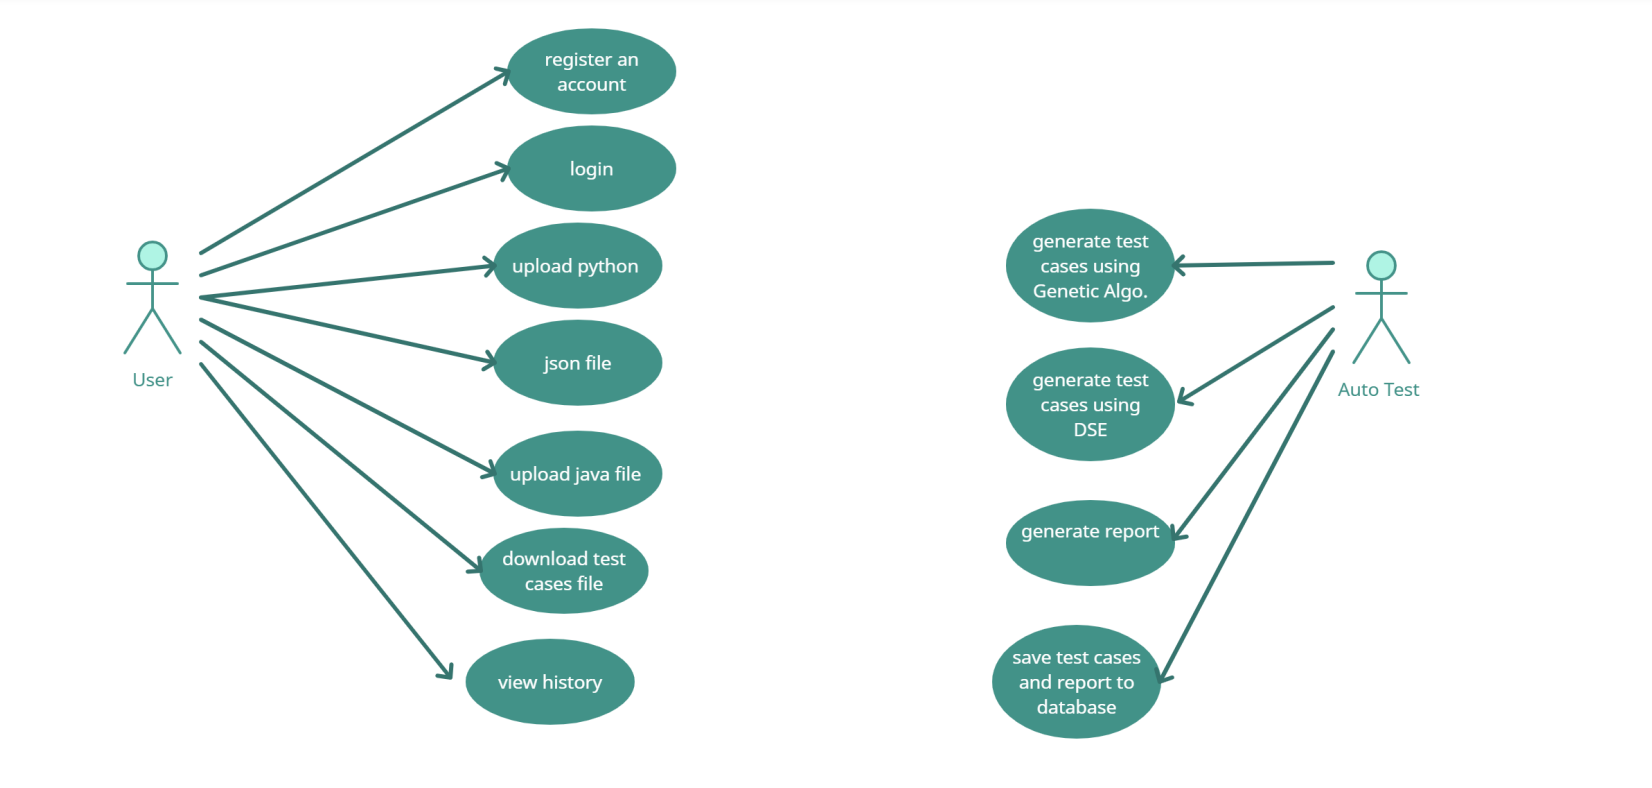 register an
account
login
upload python
json file
upload java file
download test
cases file
view history
User
generate test
cases using
Genetic Algo.
generate test
cases using
DSE
generate report
save test cases
and report to
database
Auto Test